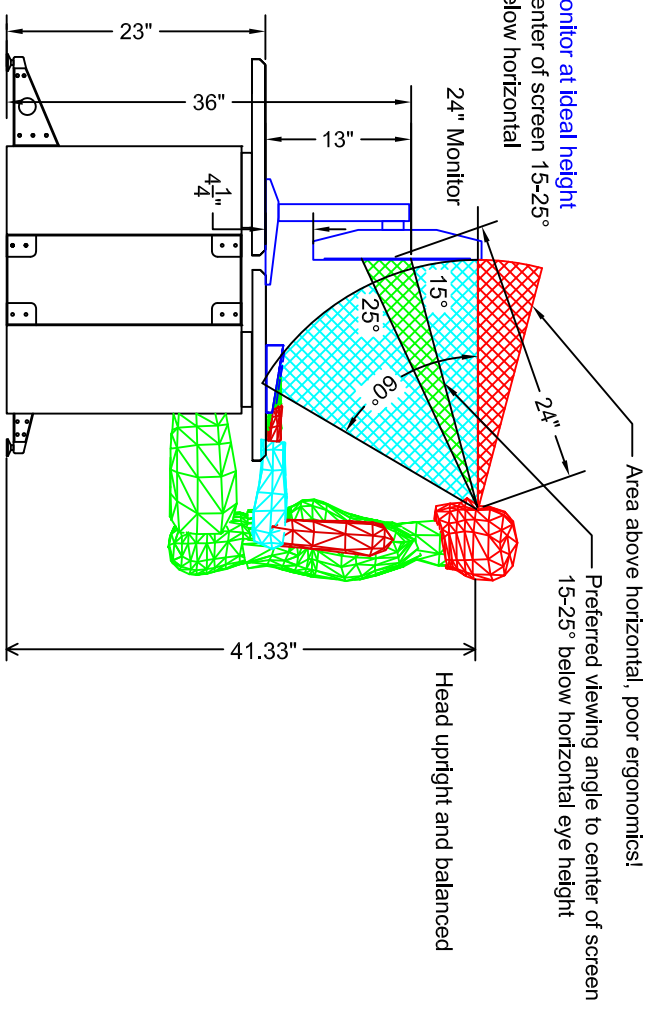 Area above horizontal, poor ergonomics!
Preferred viewing angle to center of screen
15-25° below horizontal eye height
onitor at ideal height
enter of screen 15-25°
elow horizontal
24" Monitor
Head upright and balanced
23"
36"
13"
4 1/4"
15°
25°
60°
24"
41.33"